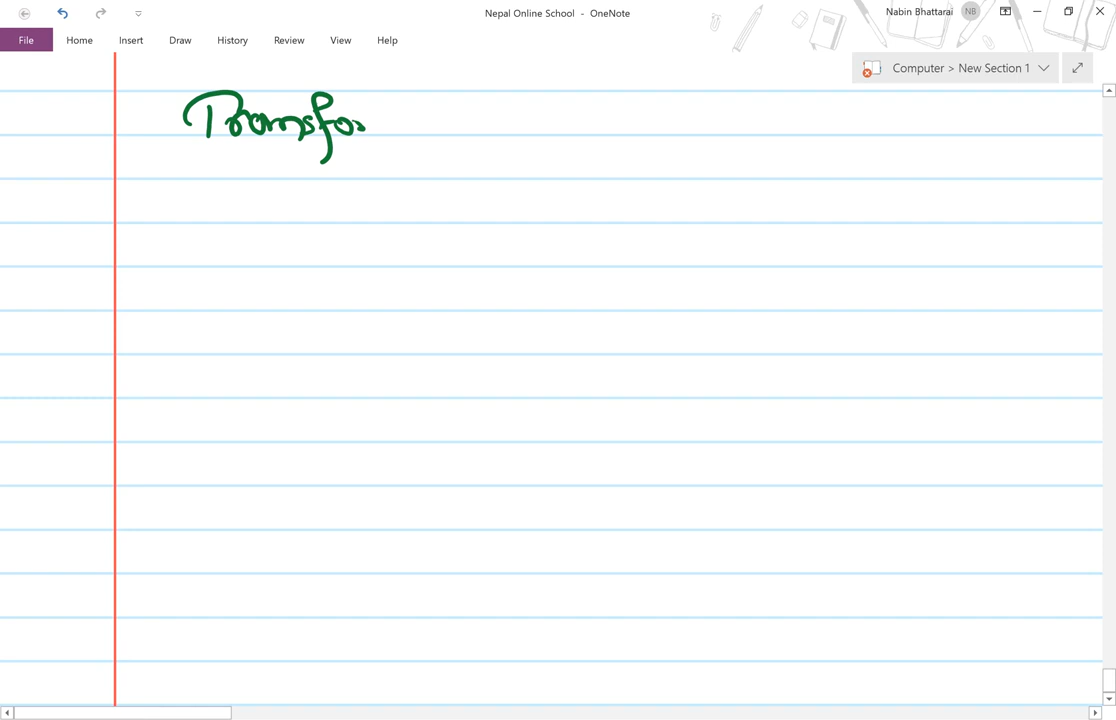 Nepal Online School - OneNote
Nabin Bhattarai NB
File Home Insert Draw History Review View Help
Computer > New Section 1
Transfor